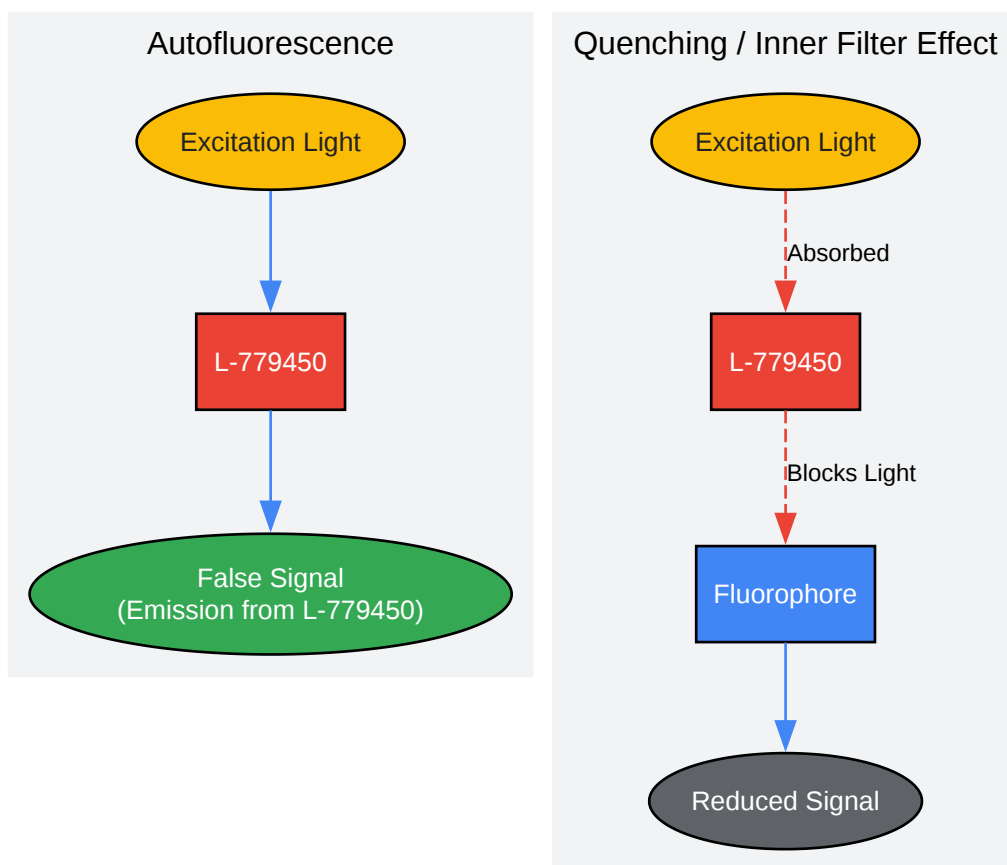 Autofluorescence
Excitation Light
L-779450
False Signal
(Emission from L-779450)
Quenching / Inner Filter Effect
Excitation Light
Absorbed
L-779450
Blocks Light
Fluorophore
Reduced Signal